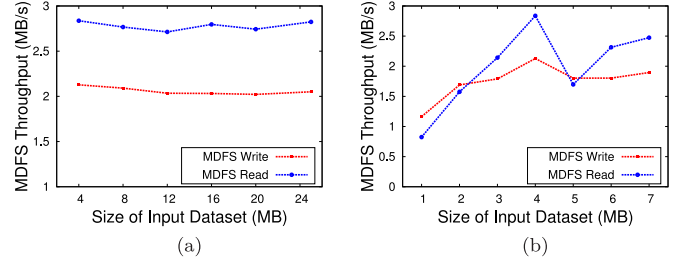 3
2.5
2
1.5
1
MDFS Throughput (MB/s)
MDFS Write
MDFS Read
4 8 12 16 20 24
Size of Input Dataset (MB)
(a)
3
2.5
2
1.5
1
0.5
0
MDFS Throughput (MB/s)
MDFS Write
MDFS Read
1 2 3 4 5 6 7
Size of Input Dataset (MB)
(b)